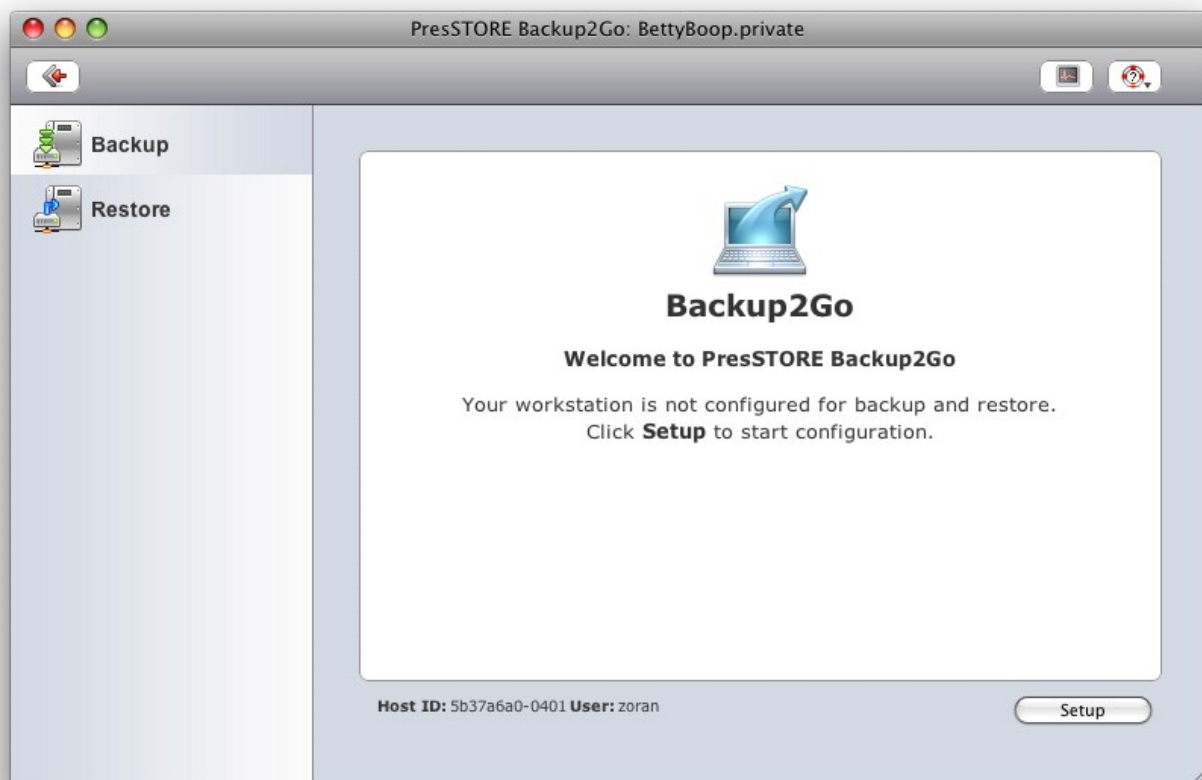 PresSTORE Backup2Go: BettyBoop.private
Backup
Restore
Backup2Go
Welcome to PresSTORE Backup2Go
Your workstation is not configured for backup and restore.
Click Setup to start configuration.
Host ID: 5b37a6a0-0401 User: zoran
Setup